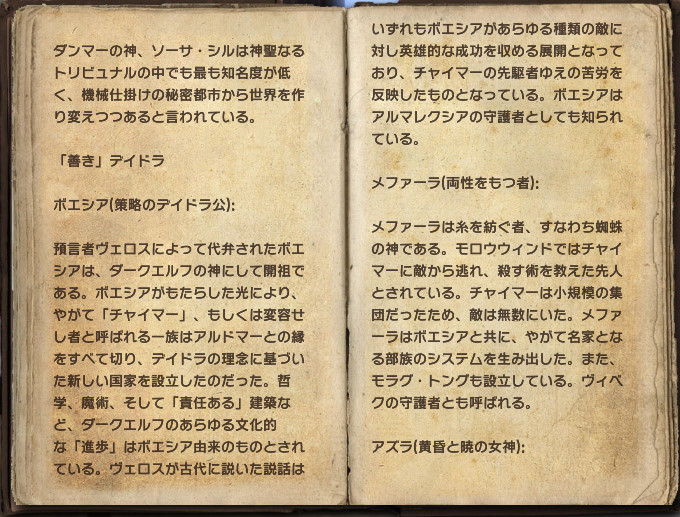 ダンマーの神、ソーサ・シルは神聖なる
トリビュナルの中でも最も知名度が低
く、機械仕掛けの秘密都市から世界を作
り変えつつあると言われている。
「善き」デイドラ
ボエシア(策略のデイドラ公):
預言者ヴェロスによって代弁されたボエ
シアは、ダークエルフの神にして開祖で
ある。ボエシアがもたらした光により、
やがて「チャイマー」、もしくは変容せ
し者と呼ばれる一族はアルドマーとの縁
をすべて切り、デイドラの理念に基づい
た新しい国家を設立したのだった。哲
学、魔術、そして「責任ある」建築な
ど、ダークエルフのあらゆる文化的
な「進歩」はボエシア由来のものとされ
ている。ヴェロスが古代に説いた説話は
いずれもボエシアがあらゆる種類の敵に
対し英雄的な成功を収める展開となって
おり、チャイマーの先駆者ゆえの苦労を
反映したものとなっている。ボエシアは
アルマレクシアの守護者としても知られ
ている。
メファーラ(両性をもつ者):
メファーラは糸を紡ぐ者、すなわち蜘蛛
の神である。モロウウィンドではチャイ
マーに敵から逃れ、殺す術を教えた先人
とされている。チャイマーは小規模の集
団だったため、敵は無数にいた。メファ
ーラはボエシアと共に、やがて名家とな
る部族のシステムを生み出した。また、
モラグ・トングも設立している。ヴィベ
クの守護者とも呼ばれる。
アズラ(黄昏と暁の女神):